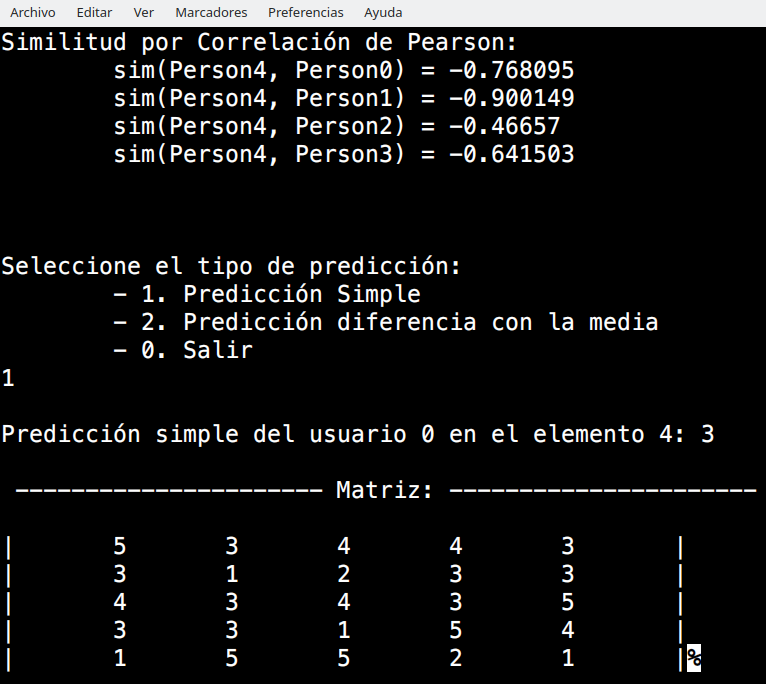 Archivo Editar Ver Marcadores Preferencias Ayuda
Similitud por Correlación de Pearson:
sim(Person4, Person0) = -0.768095
sim(Person4, Person1) = -0.900149
sim(Person4, Person2) = -0.46657
sim(Person4, Person3) = -0.641503
Seleccione el tipo de predicción:
- 1. Predicción Simple
- 2. Predicción diferencia con la media
- 0. Salir
1
Predicción simple del usuario 0 en el elemento 4: 3
---------------------- Matriz: ----------------------
| 5 3 4 4 3 |
| 3 1 2 3 3 |
| 4 3 4 3 5 |
| 3 3 1 5 4 |
| 1 5 5 2 1 |%